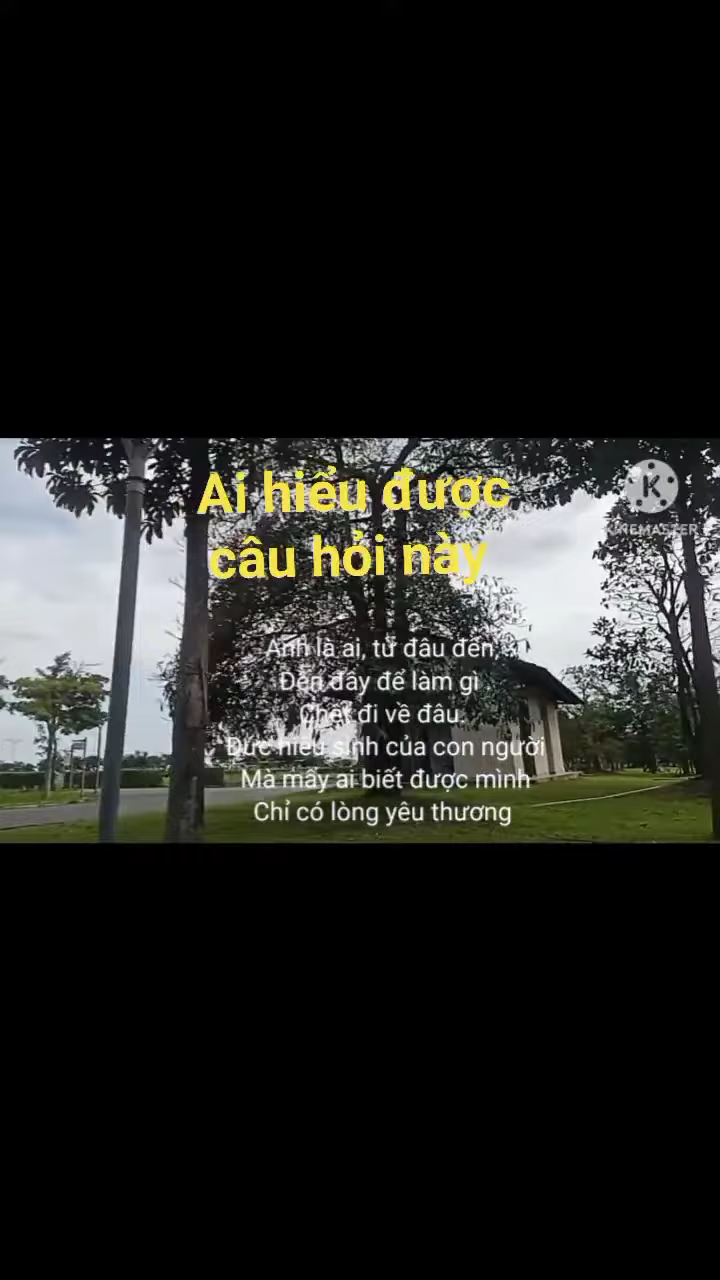 Ai hiểu được
câu hỏi này
K
KINEMASTER
Anh là ai, từ đâu đến,
Đến đây để làm gì
Chết đi về đâu.
Đức hiếu sinh của con người
Mà mấy ai biết được mình
Chỉ có lòng yêu thương